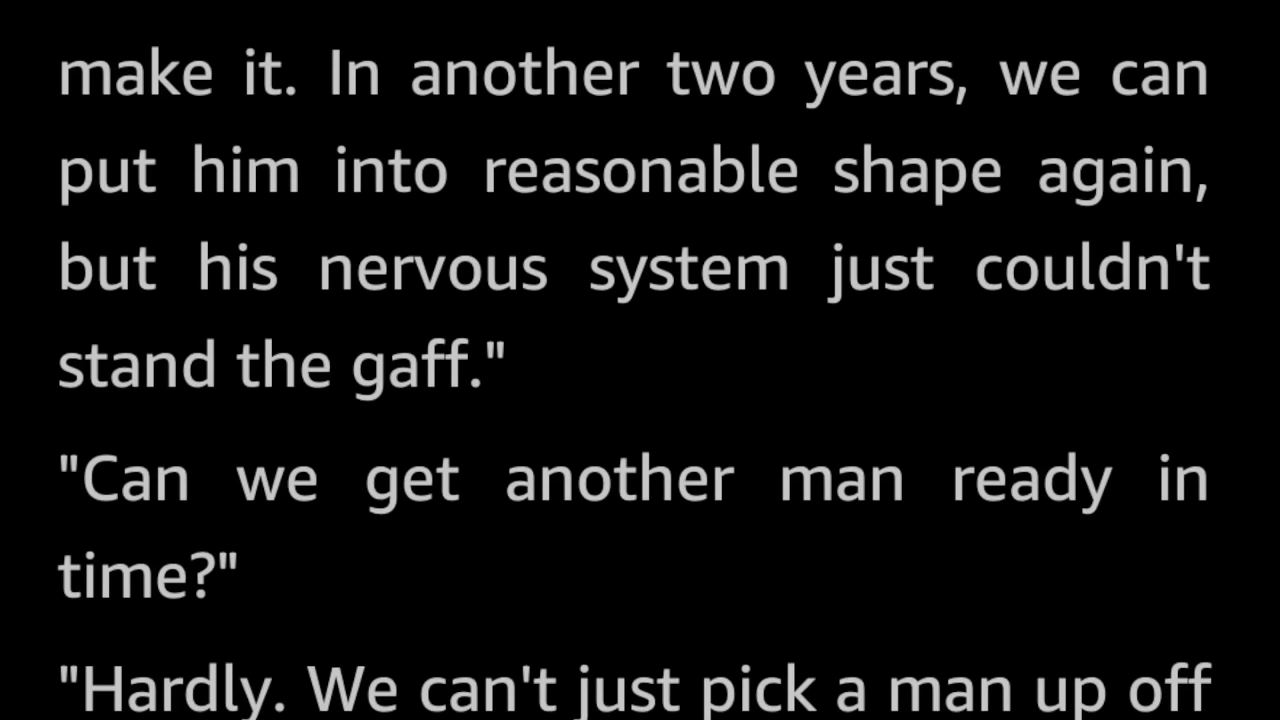 make it. In another two years, we can
put him into reasonable shape again,
but his nervous system just couldn't
stand the gaff."
"Can we get another man ready in
time?"
"Hardly. We can't just pick a man up off